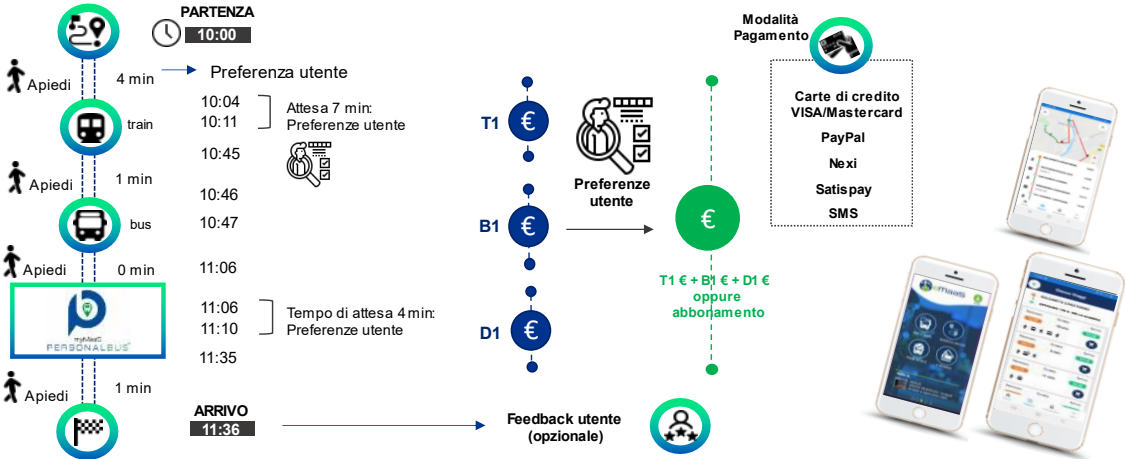 PARTENZA
10:00
Apiedi
4 min
Preferenza utente
train
10:04
10:11
Attesa 7 min:
Preferenze utente
10:45
Apiedi
1 min
10:46
bus
10:47
Apiedi
0 min
11:06
myMaaS
PERSONALBUS
11:06
11:10
Tempo di attesa 4 min:
Preferenze utente
11:35
Apiedi
1 min
ARRIVO
11:36
T1
€
B1
€
D1
€
Preferenze
utente
€
T1 € + B1 € + D1 €
oppure
abbonamento
Feedback utente
(opzionale)
Modalità
Pagamento
Carte di credito
VISA/Mastercard
PayPal
Nexi
Satispay
SMS